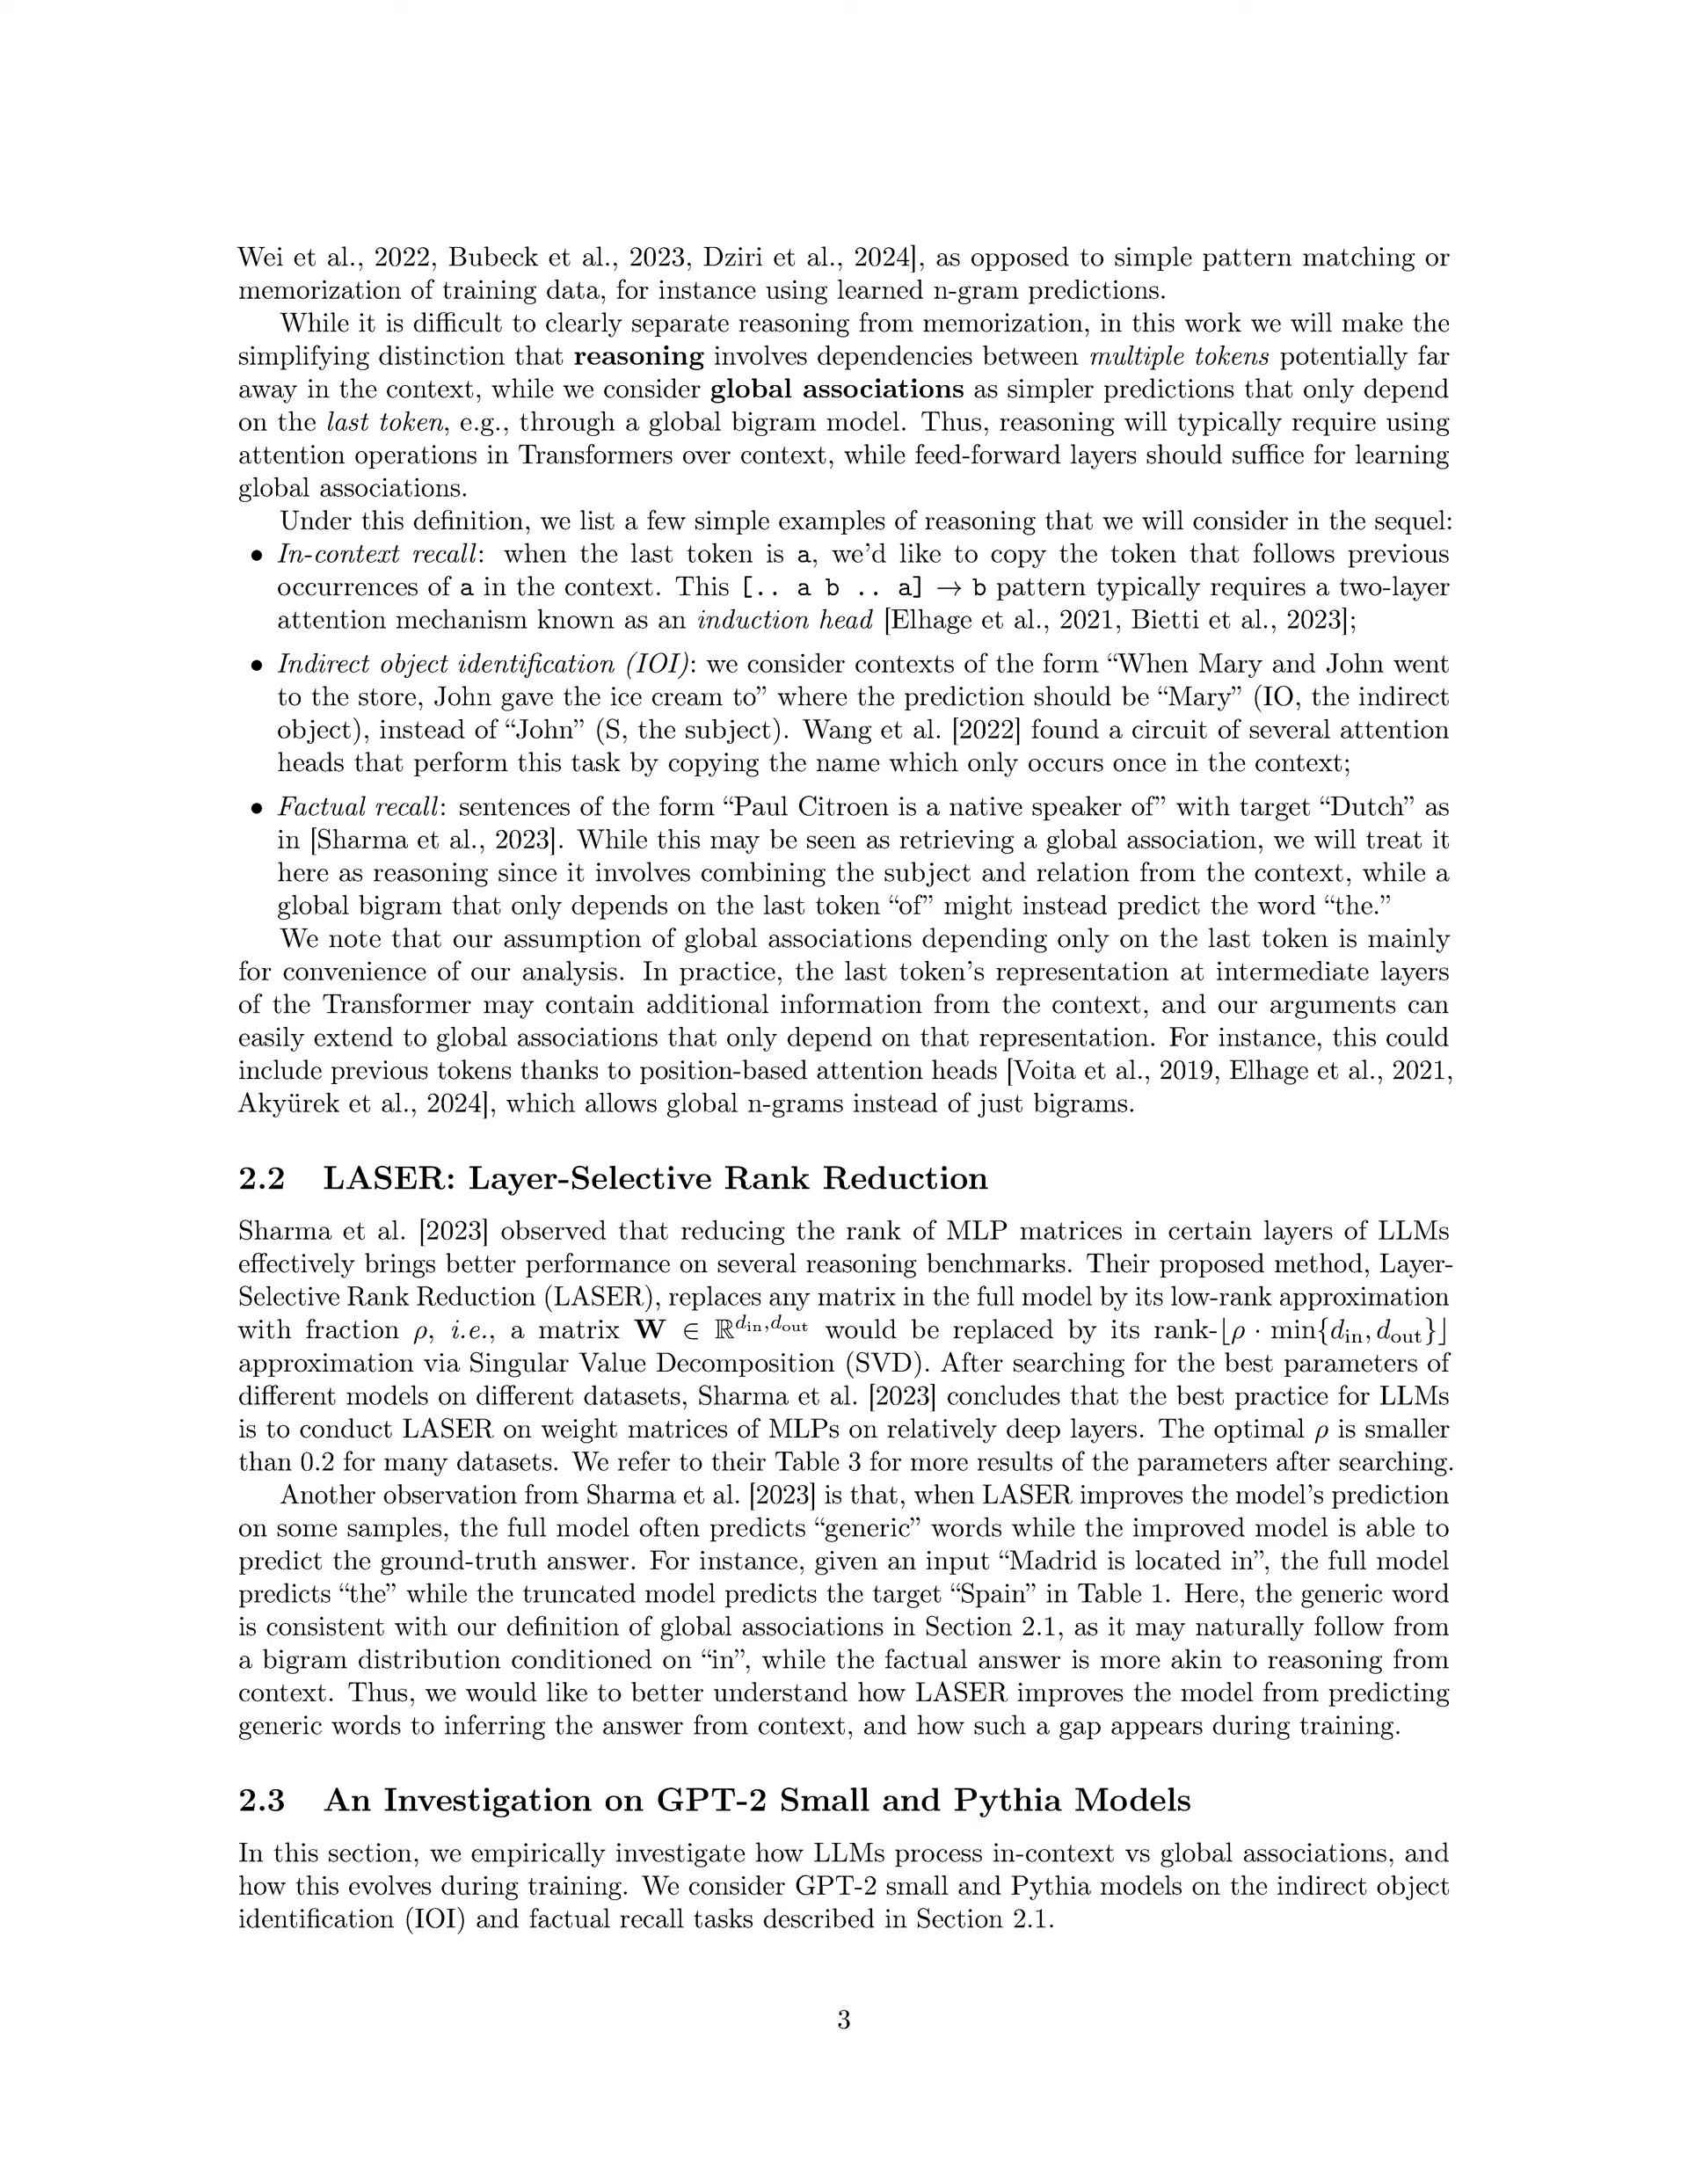 Wei et al., 2022, Bubeck et al., 2023, Dziri et al., 2024], as opposed to simple pattern matching or
memorization of training data, for instance using learned n-gram predictions.
While it is difficult to clearly separate reasoning from memorization, in this work we will make the
simplifying distinction that reasoning involves dependencies between multiple tokens potentially far
away in the context, while we consider global associations as simpler predictions that only depend
on the last token, e.g., through a global bigram model. Thus, reasoning will typically require using
attention operations in Transformers over context, while feed-forward layers should suffice for learning
global associations.
Under this definition, we list a few simple examples of reasoning that we will consider in the sequel:
• In-context recall: when the last token is a, we'd like to copy the token that follows previous
occurrences of a in the context. This [.. a b .. a] → b pattern typically requires a two-layer
attention mechanism known as an induction head [Elhage et al., 2021, Bietti et al., 2023];
• Indirect object identification (IOI): we consider contexts of the form “When Mary and John went
to the store, John gave the ice cream to” where the prediction should be “Mary” (IO, the indirect
object), instead of “John” (S, the subject). Wang et al. [2022] found a circuit of several attention
heads that perform this task by copying the name which only occurs once in the context;
• Factual recall: sentences of the form “Paul Citroen is a native speaker of” with target “Dutch” as
in [Sharma et al., 2023]. While this may be seen as retrieving a global association, we will treat it
here as reasoning since it involves combining the subject and relation from the context, while a
global bigram that only depends on the last token “of” might instead predict the word “the.”
We note that our assumption of global associations depending only on the last token is mainly
for convenience of our analysis. In practice, the last token's representation at intermediate layers
of the Transformer may contain additional information from the context, and our arguments can
easily extend to global associations that only depend on that representation. For instance, this could
include previous tokens thanks to position-based attention heads [Voita et al., 2019, Elhage et al., 2021,
Akyürek et al., 2024], which allows global n-grams instead of just bigrams.
2.2 LASER: Layer-Selective Rank Reduction
Sharma et al. [2023] observed that reducing the rank of MLP matrices in certain layers of LLMs
effectively brings better performance on several reasoning benchmarks. Their proposed method, Layer-
Selective Rank Reduction (LASER), replaces any matrix in the full model by its low-rank approximation
with fraction ρ, i.e., a matrix W ∈ ℝ^{d_in,d_out} would be replaced by its rank-⌊ρ · min{d_in, d_out}⌋
approximation via Singular Value Decomposition (SVD). After searching for the best parameters of
different models on different datasets, Sharma et al. [2023] concludes that the best practice for LLMs
is to conduct LASER on weight matrices of MLPs on relatively deep layers. The optimal ρ is smaller
than 0.2 for many datasets. We refer to their Table 3 for more results of the parameters after searching.
Another observation from Sharma et al. [2023] is that, when LASER improves the model's prediction
on some samples, the full model often predicts “generic” words while the improved model is able to
predict the ground-truth answer. For instance, given an input “Madrid is located in”, the full model
predicts “the” while the truncated model predicts the target “Spain” in Table 1. Here, the generic word
is consistent with our definition of global associations in Section 2.1, as it may naturally follow from
a bigram distribution conditioned on “in”, while the factual answer is more akin to reasoning from
context. Thus, we would like to better understand how LASER improves the model from predicting
generic words to inferring the answer from context, and how such a gap appears during training.
2.3 An Investigation on GPT-2 Small and Pythia Models
In this section, we empirically investigate how LLMs process in-context vs global associations, and
how this evolves during training. We consider GPT-2 small and Pythia models on the indirect object
identification (IOI) and factual recall tasks described in Section 2.1.
3